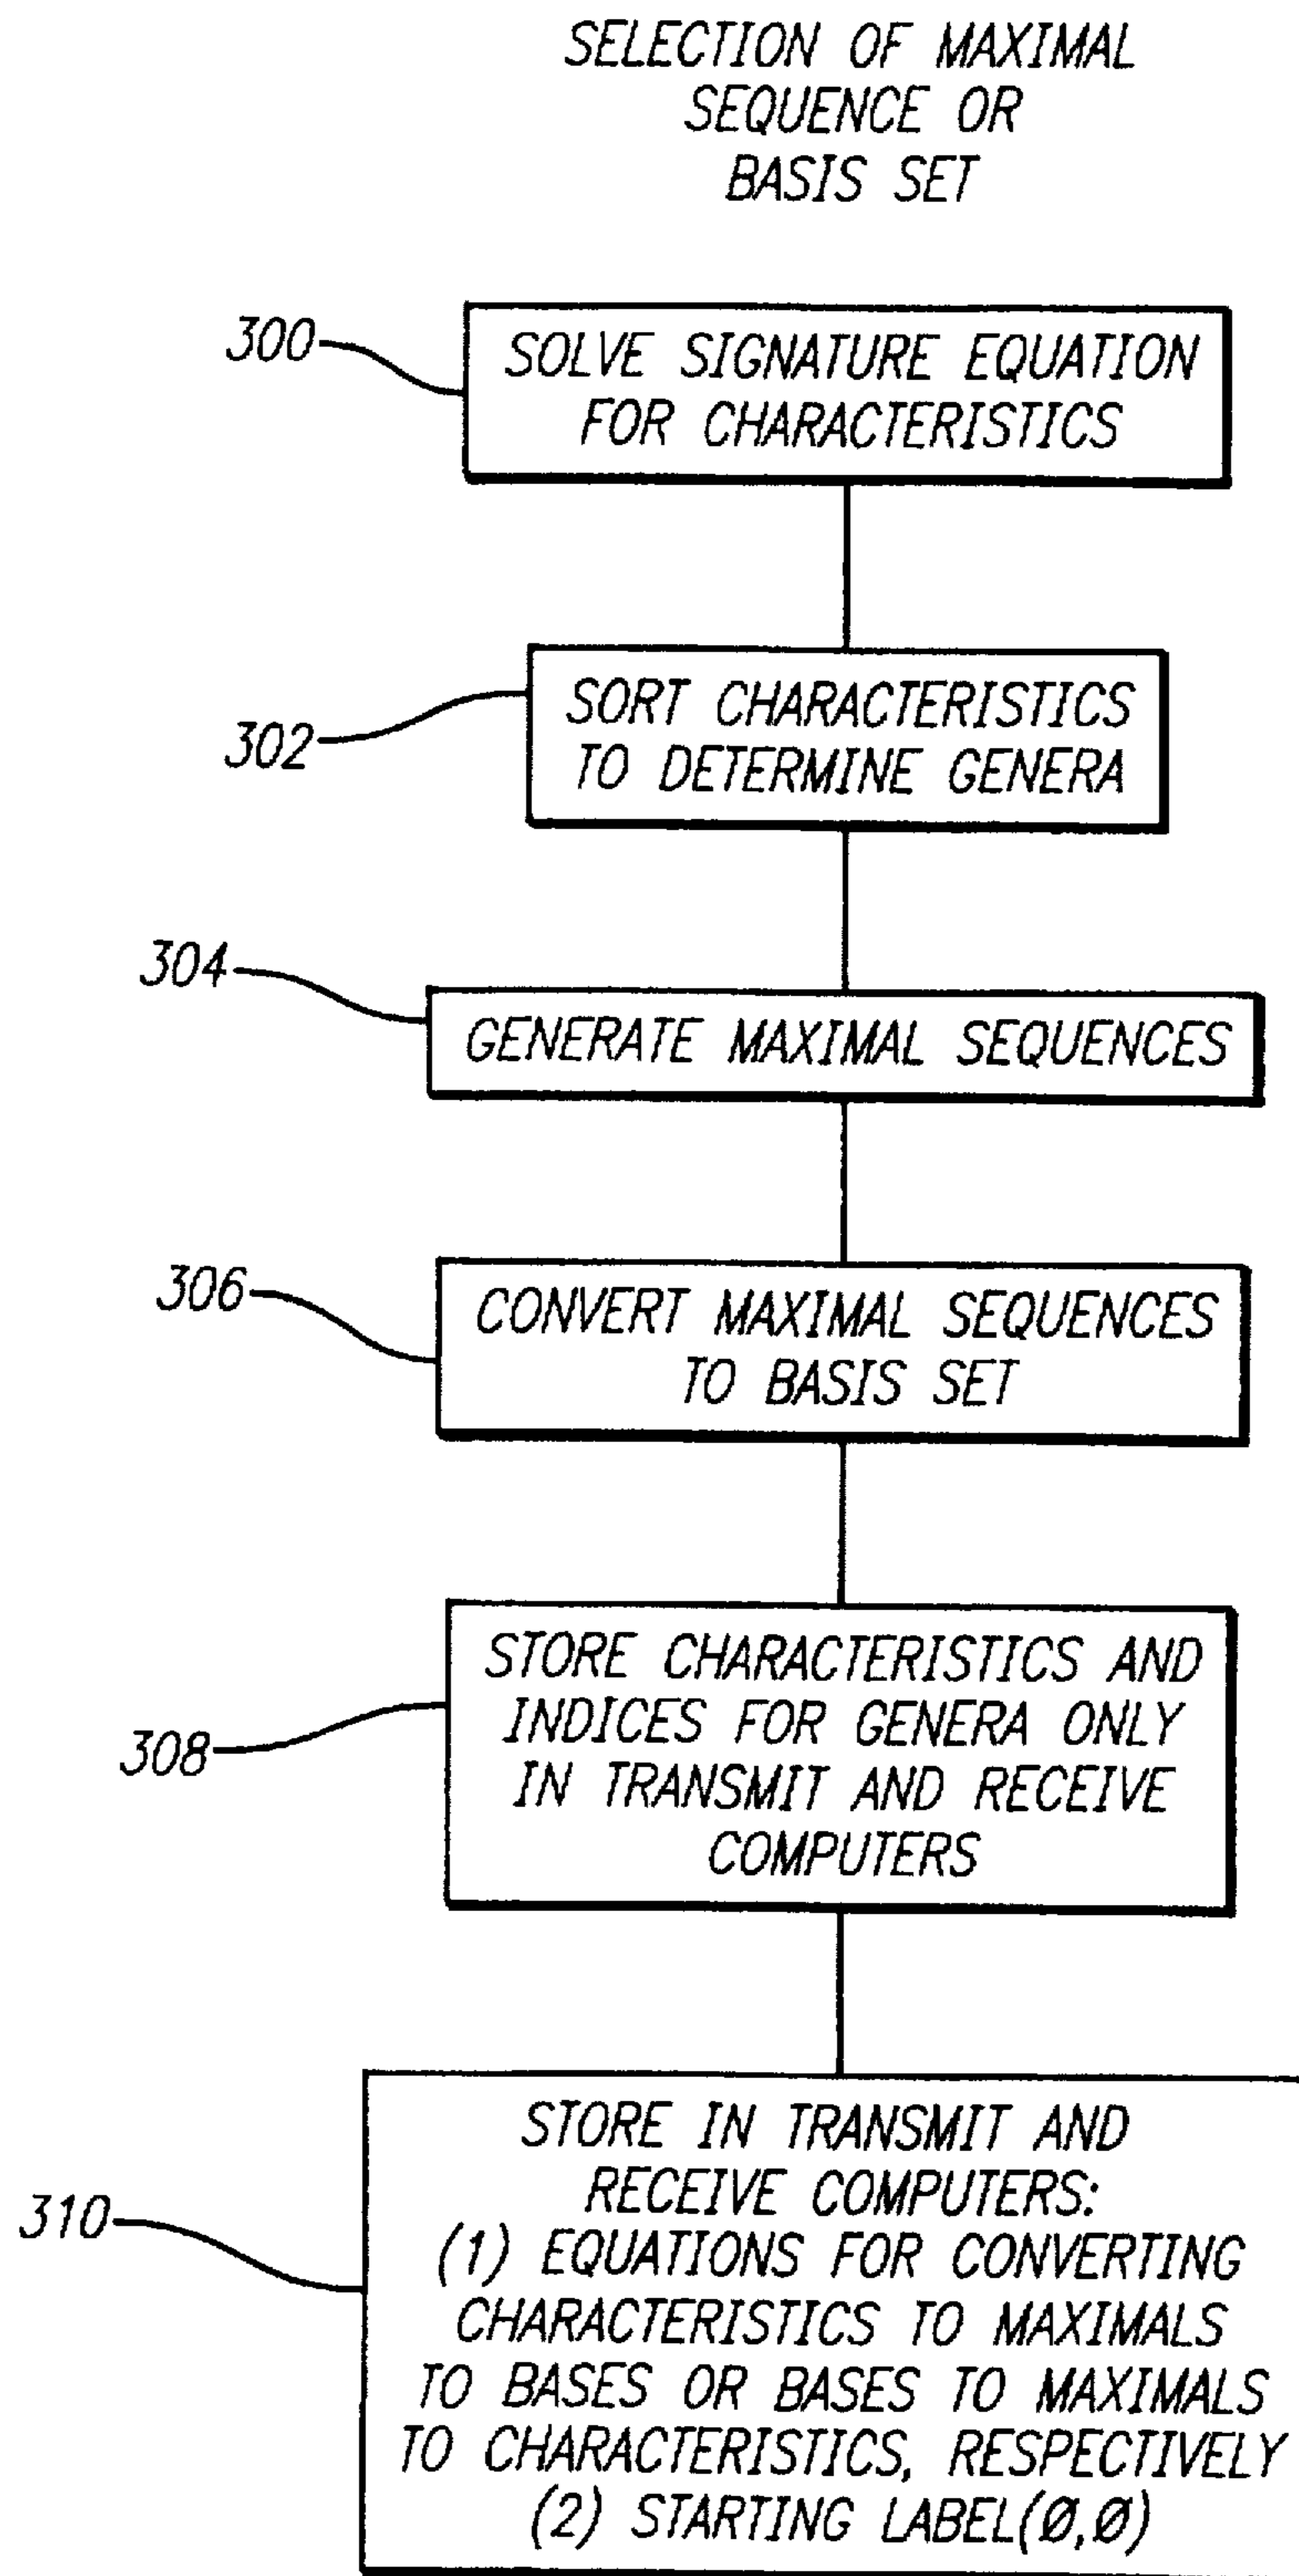 SELECTION OF MAXIMAL
SEQUENCE OR
BASIS SET
300
SOLVE SIGNATURE EQUATION
FOR CHARACTERISTICS
302
SORT CHARACTERISTICS
TO DETERMINE GENERA
304
GENERATE MAXIMAL SEQUENCES
306
CONVERT MAXIMAL SEQUENCES
TO BASIS SET
308
STORE CHARACTERISTICS AND
INDICES FOR GENERA ONLY
IN TRANSMIT AND RECEIVE
COMPUTERS
310
STORE IN TRANSMIT AND
RECEIVE COMPUTERS:
(1) EQUATIONS FOR CONVERTING
CHARACTERISTICS TO MAXIMALS
TO BASES OR BASES TO MAXIMALS
TO CHARACTERISTICS, RESPECTIVELY
(2) STARTING LABEL(Ø,Ø)